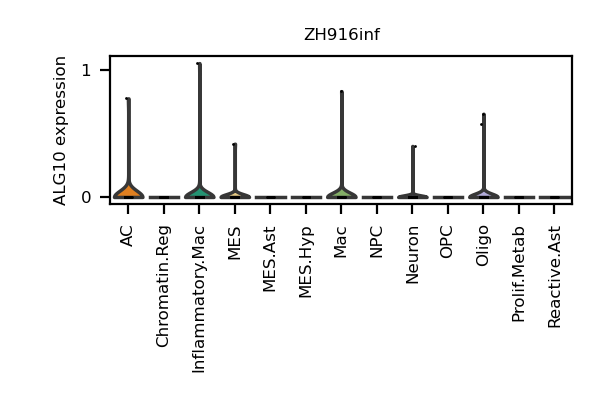 ZH916inf
ALG10 expression
1
0
AC
Chromatin.Reg
Inflammatory.Mac
MES
MES.Ast
MES.Hyp
Mac
NPC
Neuron
OPC
Oligo
Prolif.Metab
Reactive.Ast